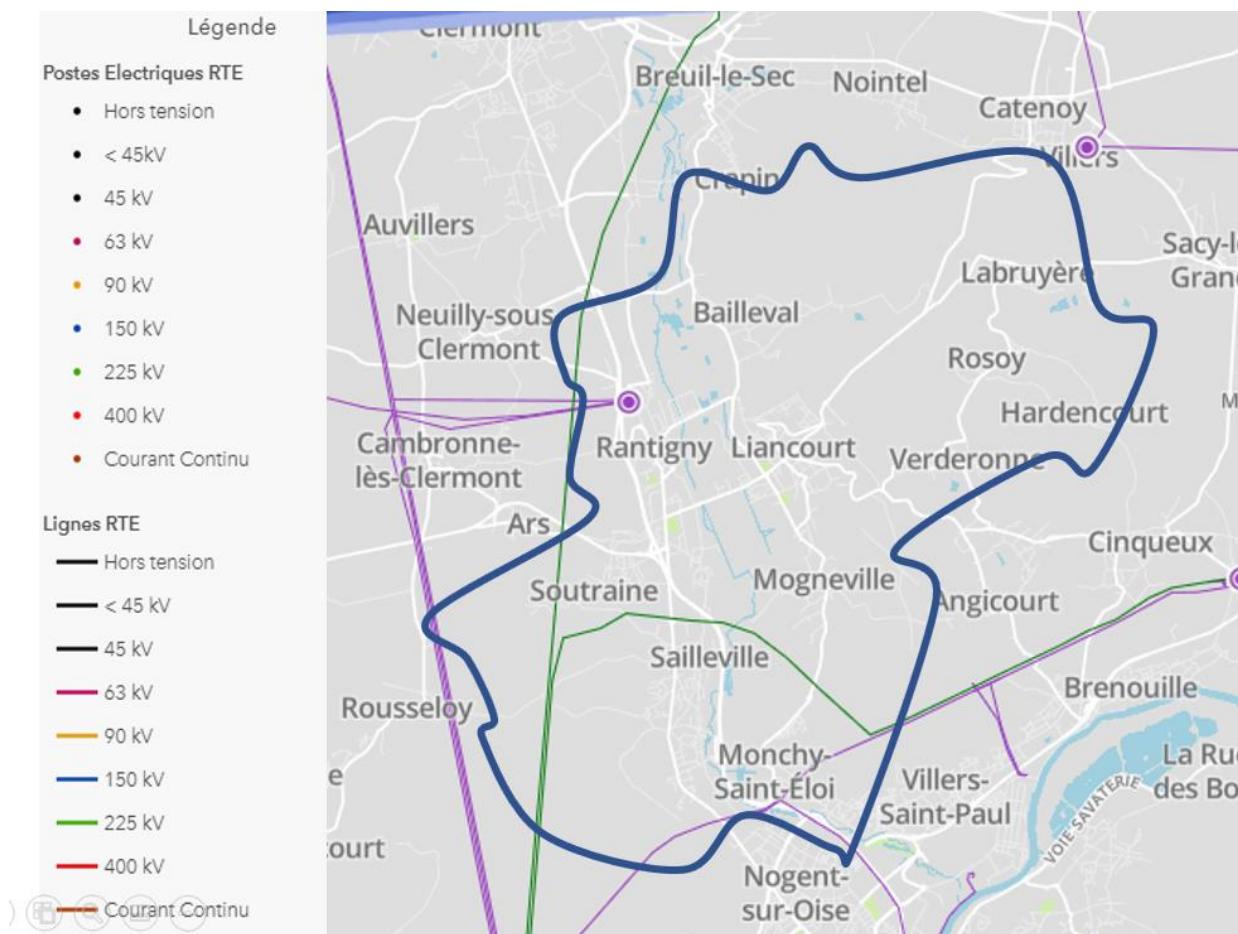 Légende
Postes Electriques RTE
Hors tension
< 45kV
45 kV
63 kV
90 kV
150 kV
225 kV
400 kV
Courant Continu
Lignes RTE
Hors tension
< 45 kV
45 kV
63 kV
90 kV
150 kV
225 kV
400 kV
Courant Continu
Clermont
Breuil-le-Sec
Nointel
Catenoy
Villers
Crapin
Auvillers
Sacy-l
Gran
Labruyère
Neuilly-sous
Clermont
Bailleval
Rosoy
Hardencourt
M
Cambronne-
lès-Clermont
Rantigny
Liancourt
Verderonne
Ars
Cinqueux
Soutraine
Mogneville
Angicourt
Sailleville
Brenouille
Rousseloy
Monchy-
Saint-Éloi
Villers-
Saint-Paul
La Ru
des Bo
VOIE SAVATERIE
e
court
Nogent-
sur-Oise